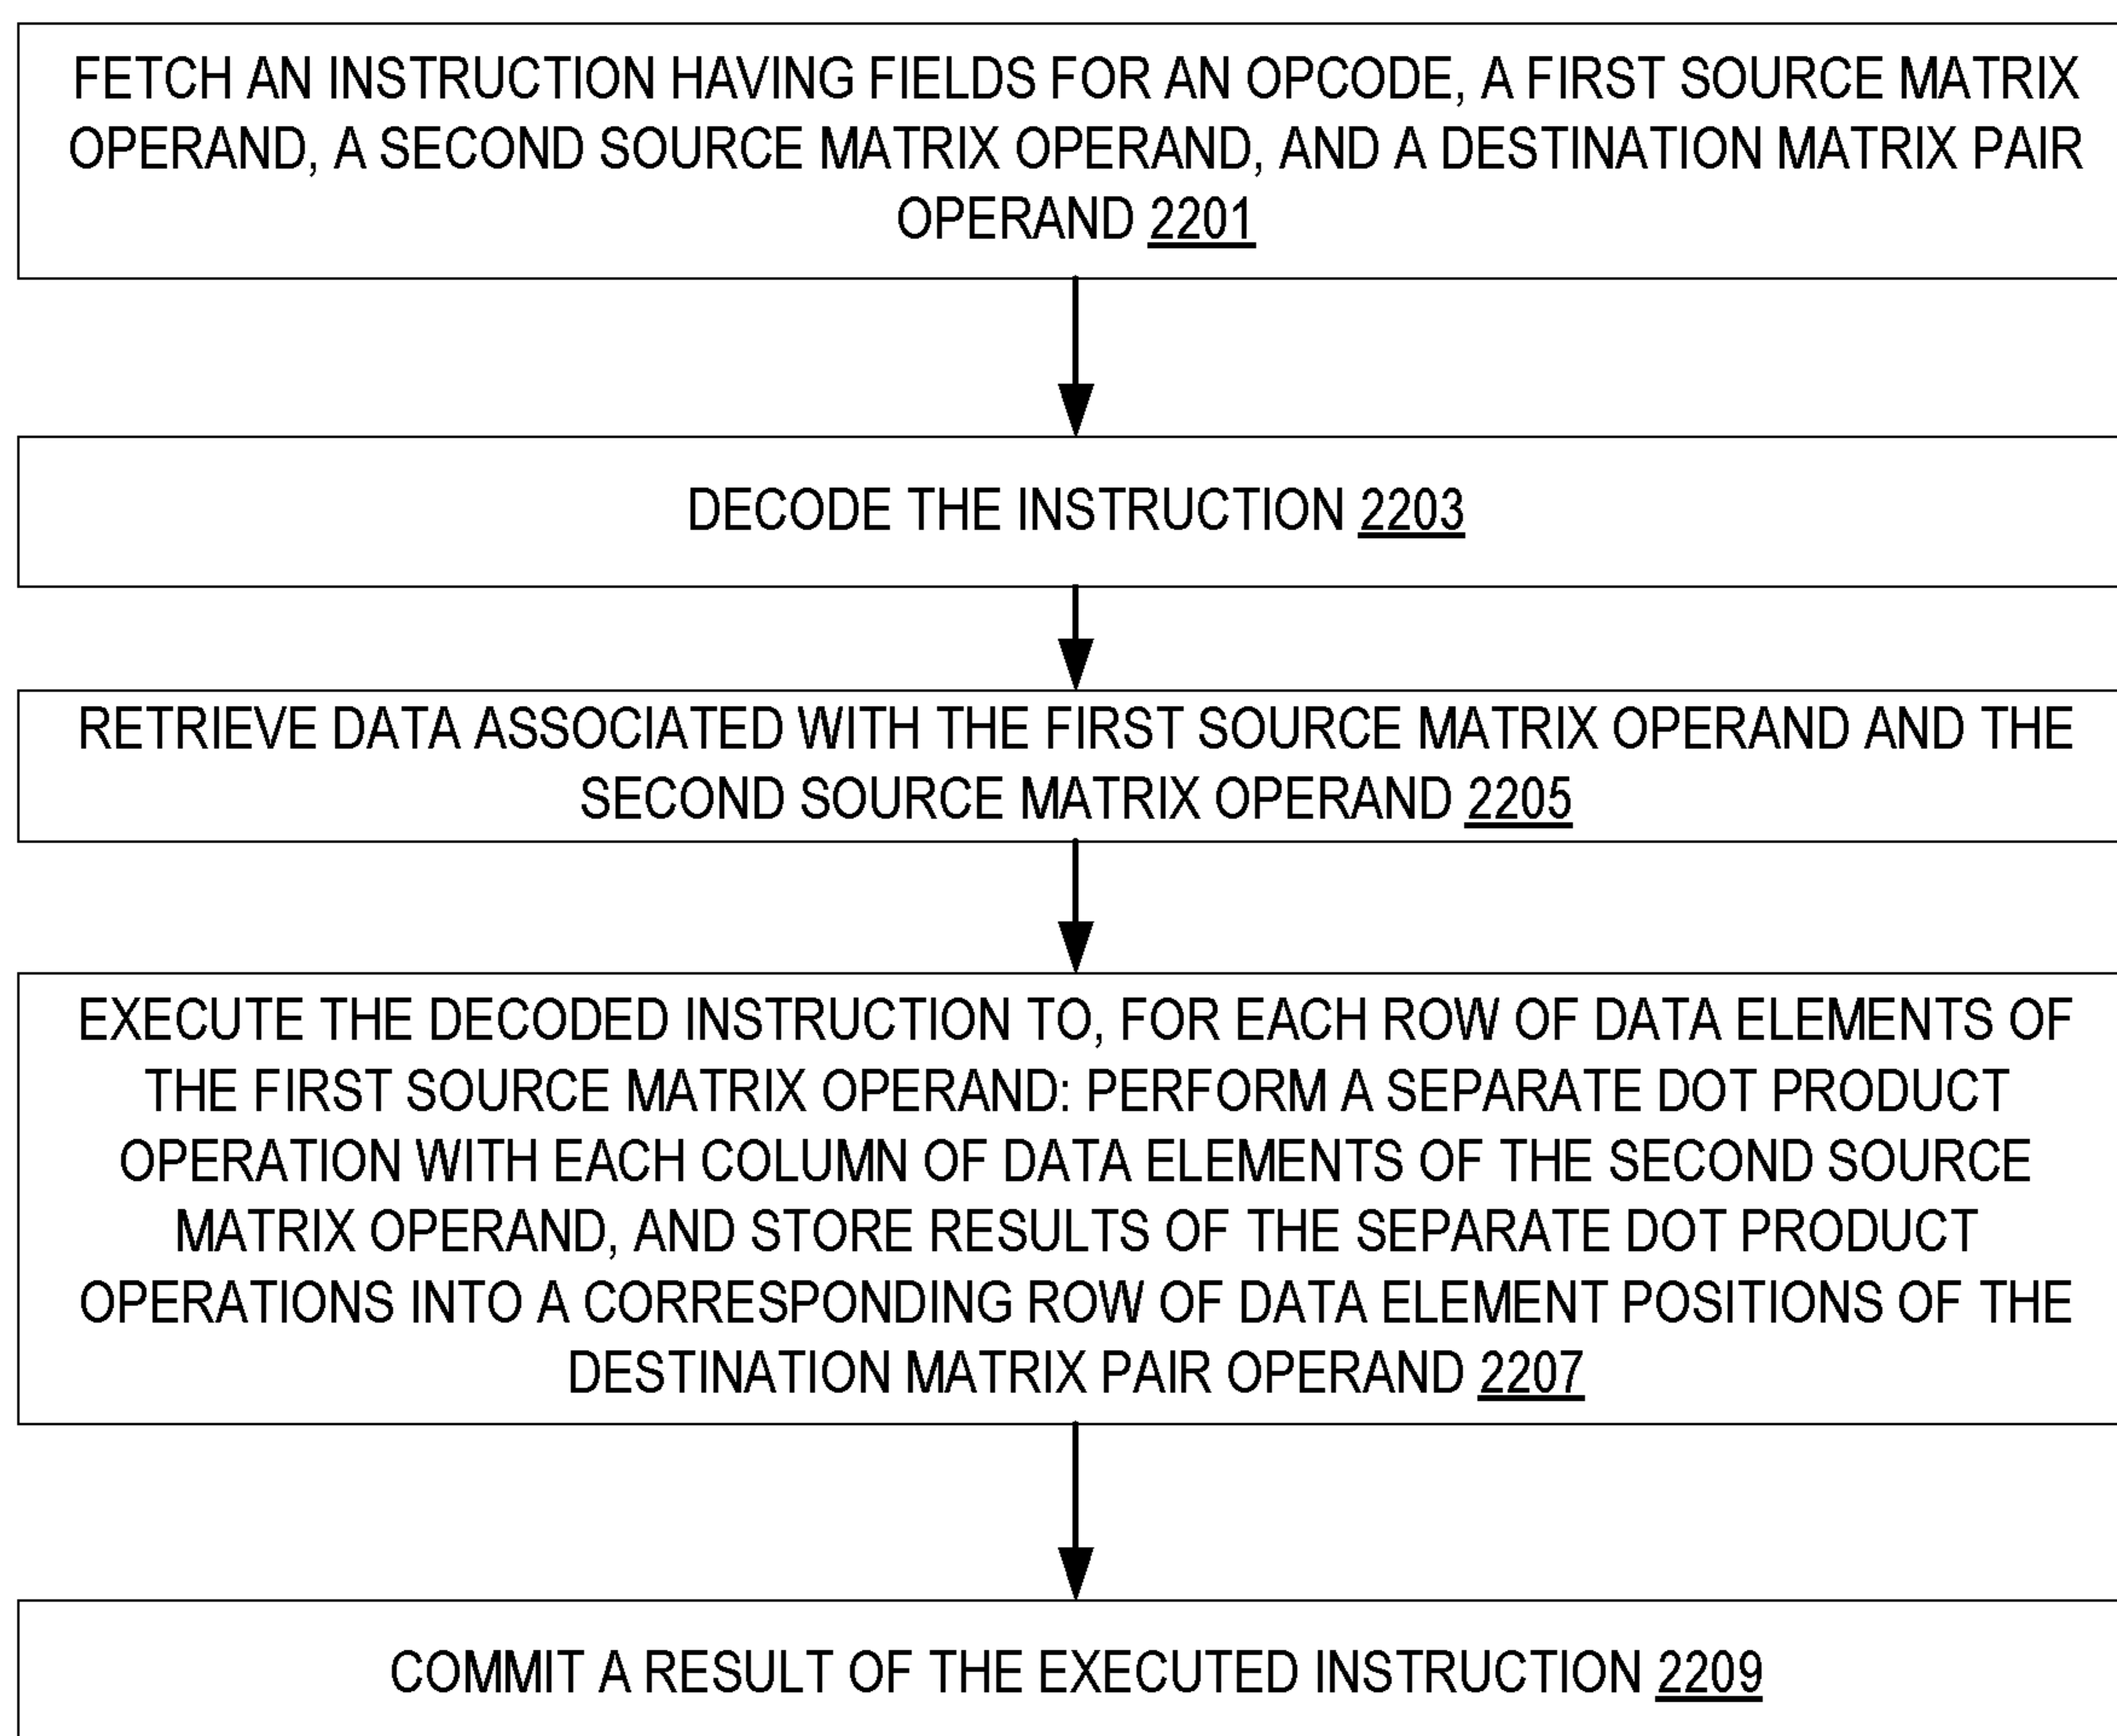 FETCH AN INSTRUCTION HAVING FIELDS FOR AN OPCODE, A FIRST SOURCE MATRIX
OPERAND, A SECOND SOURCE MATRIX OPERAND, AND A DESTINATION MATRIX PAIR
OPERAND 2201
DECODE THE INSTRUCTION 2203
RETRIEVE DATA ASSOCIATED WITH THE FIRST SOURCE MATRIX OPERAND AND THE
SECOND SOURCE MATRIX OPERAND 2205
EXECUTE THE DECODED INSTRUCTION TO, FOR EACH ROW OF DATA ELEMENTS OF
THE FIRST SOURCE MATRIX OPERAND: PERFORM A SEPARATE DOT PRODUCT
OPERATION WITH EACH COLUMN OF DATA ELEMENTS OF THE SECOND SOURCE
MATRIX OPERAND, AND STORE RESULTS OF THE SEPARATE DOT PRODUCT
OPERATIONS INTO A CORRESPONDING ROW OF DATA ELEMENT POSITIONS OF THE
DESTINATION MATRIX PAIR OPERAND 2207
COMMIT A RESULT OF THE EXECUTED INSTRUCTION 2209